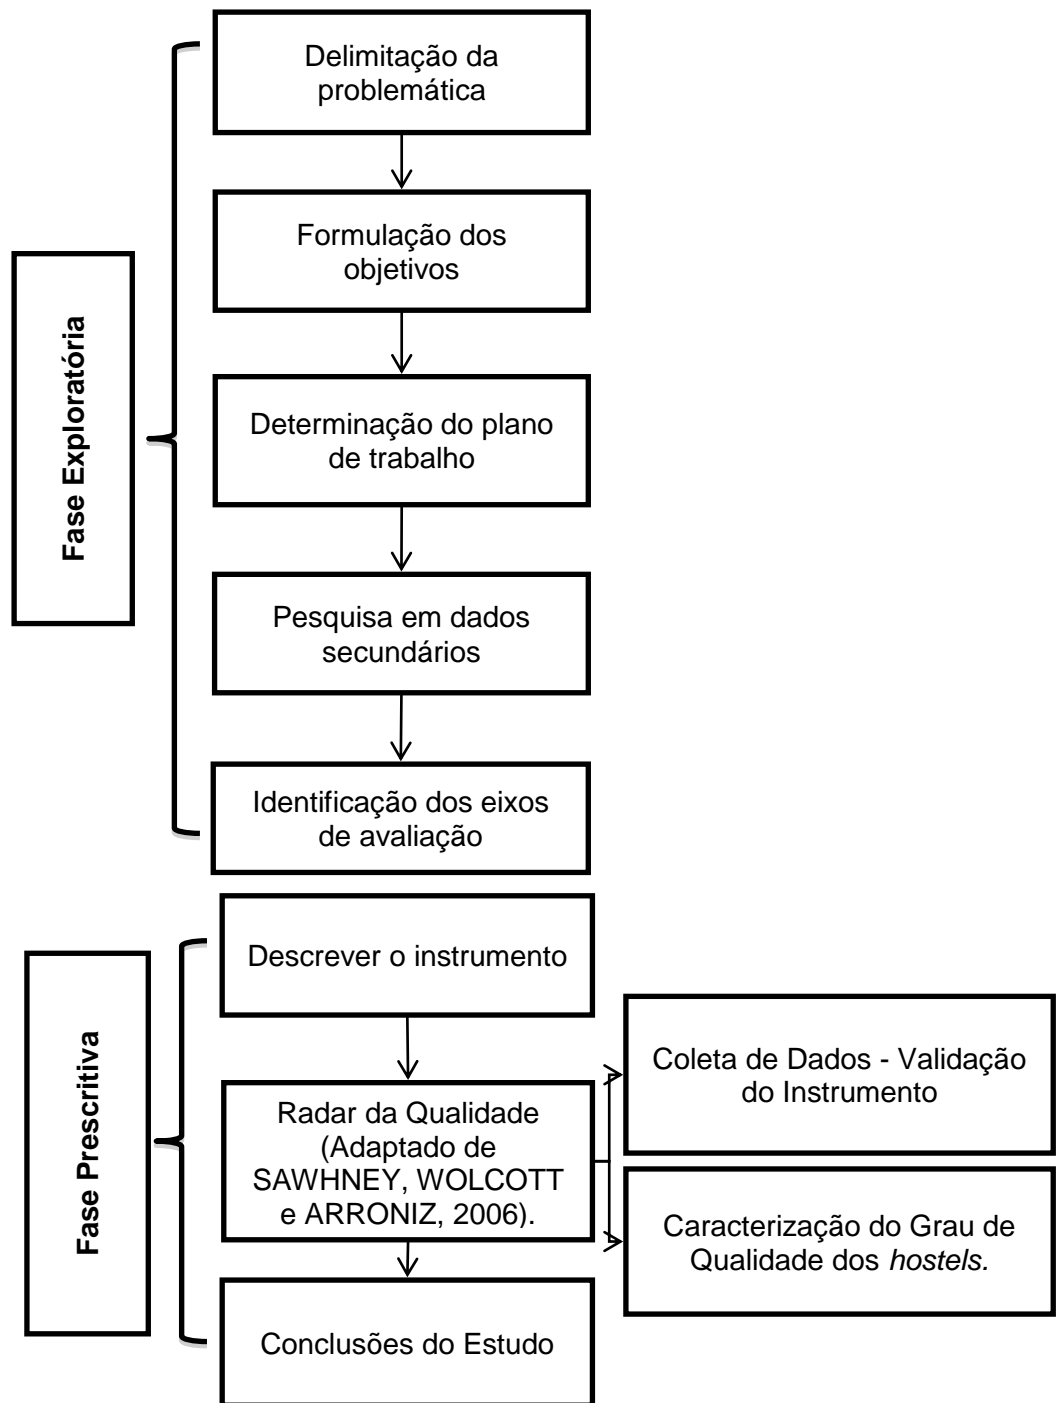 Delimitação da
problemática
Formulação dos
objetivos
Fase Exploratória
Determinação do plano
de trabalho
Pesquisa em dados
secundários
Identificação dos eixos
de avaliação
Descrever o instrumento
Fase Prescritiva
Radar da Qualidade
(Adaptado de
SAWHNEY, WOLCOTT
e ARRONIZ, 2006).
Coleta de Dados - Validação
do Instrumento
Caracterização do Grau de
Qualidade dos hostels.
Conclusões do Estudo